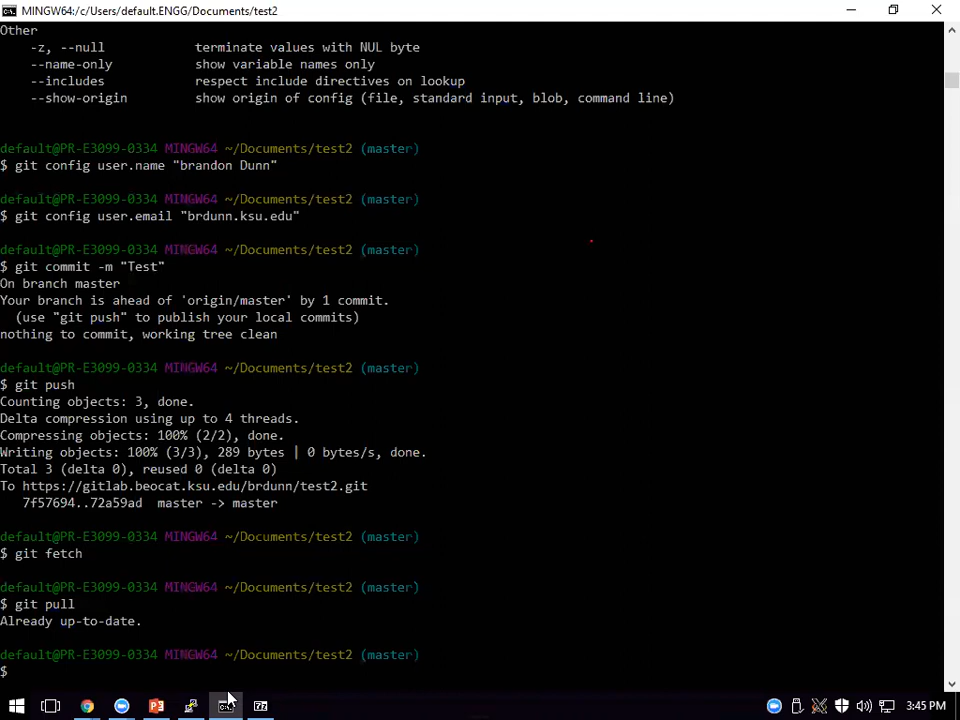 MINGW64:/c/Users/default.ENGG/Documents/test2
Other
-z, --null terminate values with NUL byte
--name-only show variable names only
--includes respect include directives on lookup
--show-origin show origin of config (file, standard input, blob, command line)
default@PR-E3099-0334 MINGW64 ~/Documents/test2 (master)
$ git config user.name "brandon Dunn"
default@PR-E3099-0334 MINGW64 ~/Documents/test2 (master)
$ git config user.email "brdunn.ksu.edu"
default@PR-E3099-0334 MINGW64 ~/Documents/test2 (master)
$ git commit -m "Test"
On branch master
Your branch is ahead of 'origin/master' by 1 commit.
(use "git push" to publish your local commits)
nothing to commit, working tree clean
default@PR-E3099-0334 MINGW64 ~/Documents/test2 (master)
$ git push
Counting objects: 3, done.
Delta compression using up to 4 threads.
Compressing objects: 100% (2/2), done.
Writing objects: 100% (3/3), 289 bytes | 0 bytes/s, done.
Total 3 (delta 0), reused 0 (delta 0)
To https://gitlab.beocat.ksu.edu/brdunn/test2.git
7f57694..72a59ad master -> master
default@PR-E3099-0334 MINGW64 ~/Documents/test2 (master)
$ git fetch
default@PR-E3099-0334 MINGW64 ~/Documents/test2 (master)
$ git pull
Already up-to-date.
default@PR-E3099-0334 MINGW64 ~/Documents/test2 (master)
$
3:45 PM